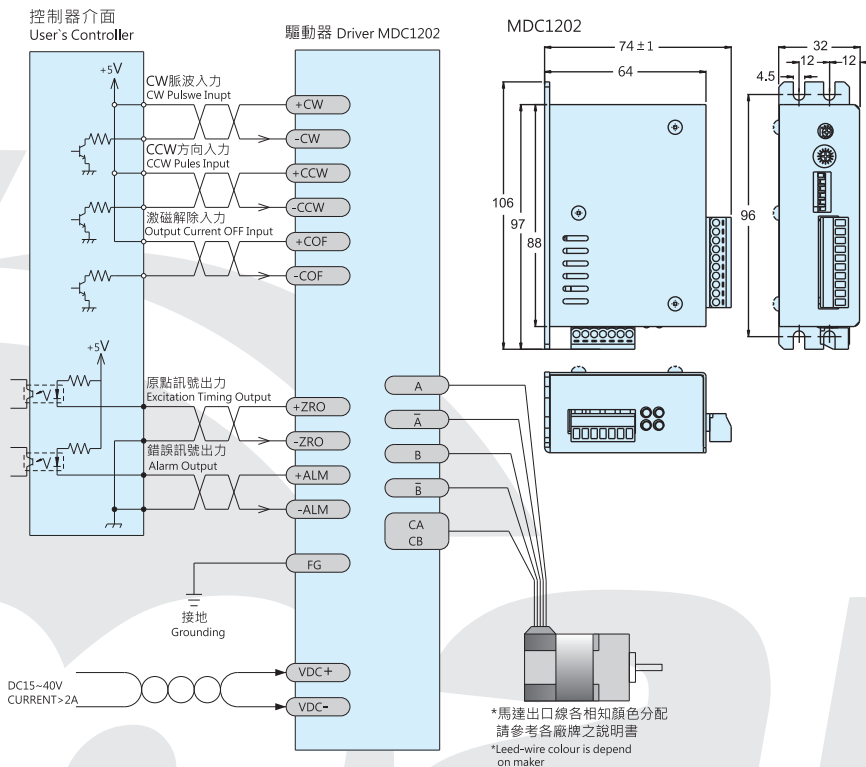 控制器介面
User`s Controller
驅動器 Driver MDC1202
MDC1202
+5V
CW脈波入力
CW Pulswe Inupt
CCW方向入力
CCW Pules Input
激磁解除入力
Output Current OFF Input
+CW
-CW
+CCW
-CCW
+COF
-COF
+5V
原點訊號出力
Excitation Timing Output
錯誤訊號出力
Alarm Output
+ZRO
-ZRO
+ALM
-ALM
FG
接地
Grounding
DC15~40V
CURRENT>2A
VDC+
VDC-
A
A̅
B
B̅
CA
CB
*馬達出口線各相知顏色分配
請參考各廠牌之說明書
*Leed-wire colour is depend
on maker
74±1
64
106
97
88
32
12
12
4.5
96